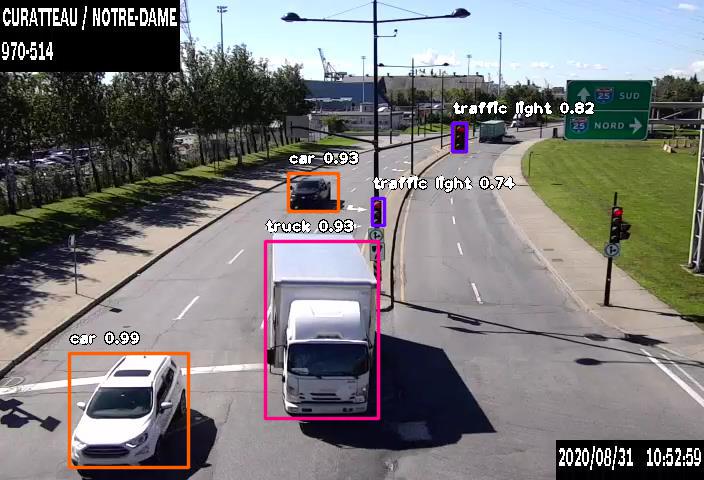 CURATTEAU / NOTRE-DAME
970-514
traffic light 0.82
25 SUD
25 NORD
car 0.93
traffic light 0.74
truck 0.93
car 0.99
2020/08/31 10:52:59